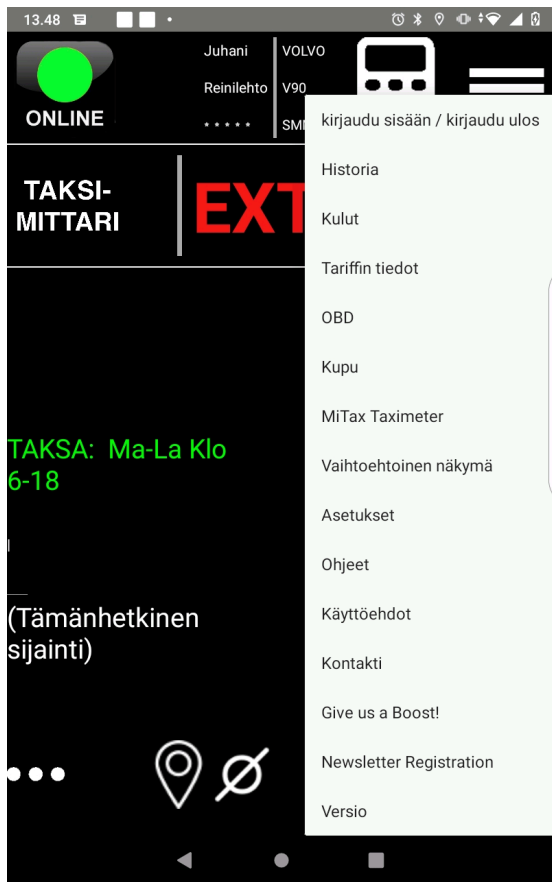 13.48
Juhani
VOLVO
Reinilehto
V90
* * * * *
ONLINE
kirjaudu sisään / kirjaudu ulos
Historia
TAKSI-
MITTARI
Kulut
Tariffin tiedot
OBD
Kupu
MiTax Taximeter
TAKSA: Ma-La Klo
6-18
Vaihtoehtoinen näkymä
Asetukset
Ohjeet
(Tämänhetkinen
sijainti)
Käyttöehdot
Kontakti
Give us a Boost!
Newsletter Registration
Versio